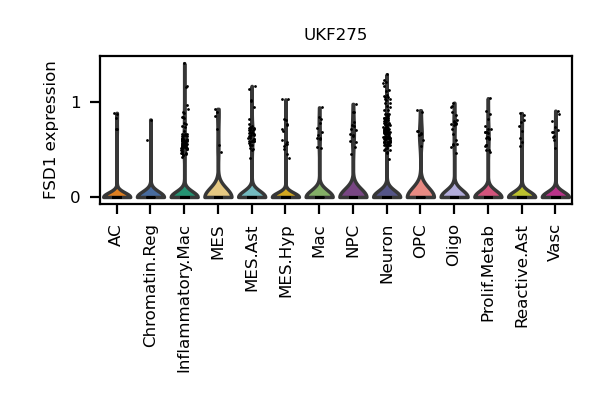 UKF275
FSD1 expression
1
0
AC
Chromatin.Reg
Inflammatory.Mac
MES
MES.Ast
MES.Hyp
Mac
NPC
Neuron
OPC
Oligo
Prolif.Metab
Reactive.Ast
Vasc